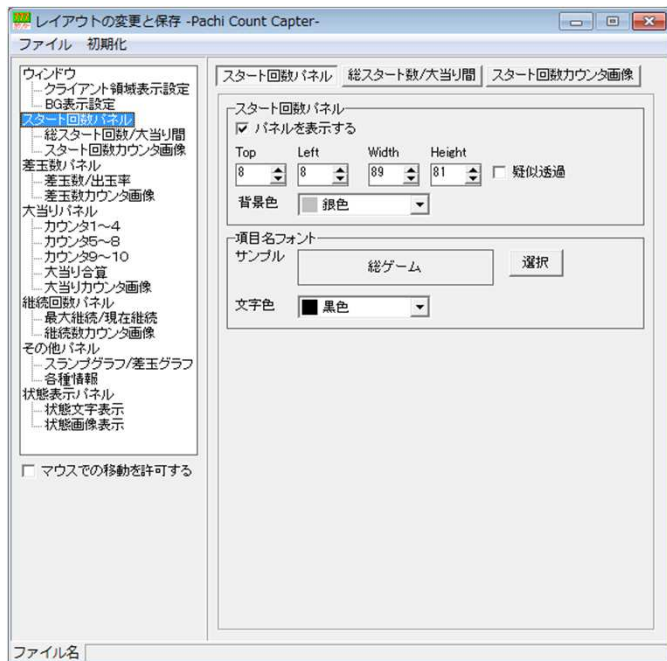 レイアウトの変更と保存 -Pachi Count Capter-
ファイル 初期化
ウィンドウ
クライアント領域表示設定
BG表示設定
スタート回数パネル
総スタート回数/大当り間
スタート回数カウンタ画像
差玉数パネル
差玉数/出玉率
差玉数カウンタ画像
大当りパネル
カウンタ1～4
カウンタ5～8
カウンタ9～10
大当り合算
大当りカウンタ画像
継続回数パネル
最大継続/現在継続
継続数カウンタ画像
その他パネル
スランプグラフ/差玉グラフ
各種情報
状態表示パネル
状態文字表示
状態画像表示
マウスでの移動を許可する
スタート回数パネル 総スタート数/大当り間 スタート回数カウンタ画像
スタート回数パネル
パネルを表示する
Top Left Width Height
8 8 89 81 疑似透過
背景色 銀色
項目名フォント
サンプル 総ゲーム 選択
文字色 黒色
ファイル名